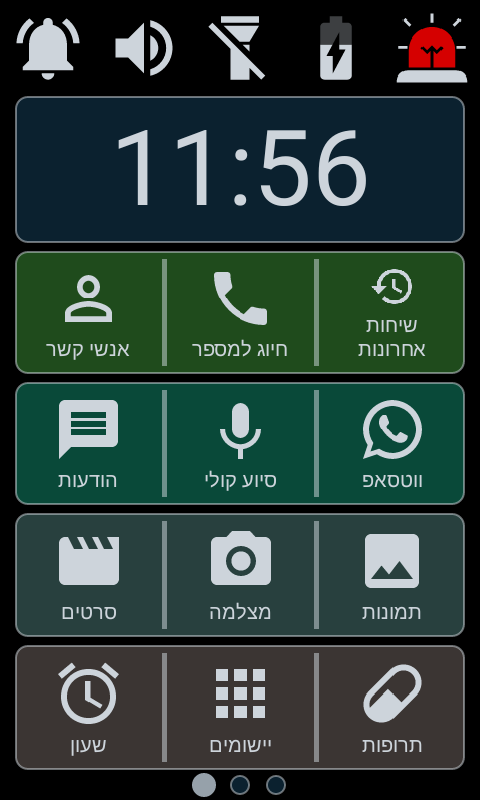 11:56
שיחות
אחרונות
חיוג למספר
אנשי קשר
ווטסאפ
סיוע קולי
הודעות
תמונות
מצלמה
סרטים
תרופות
יישומים
שעון